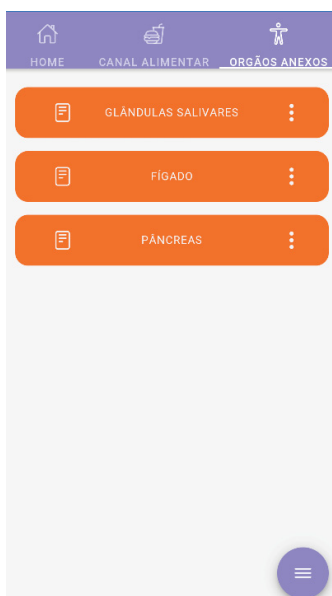 HOME CANAL ALIMENTAR ORGÃOS ANEXOS
GLÂNDULAS SALIVARES
FÍGADO
PÂNCREAS